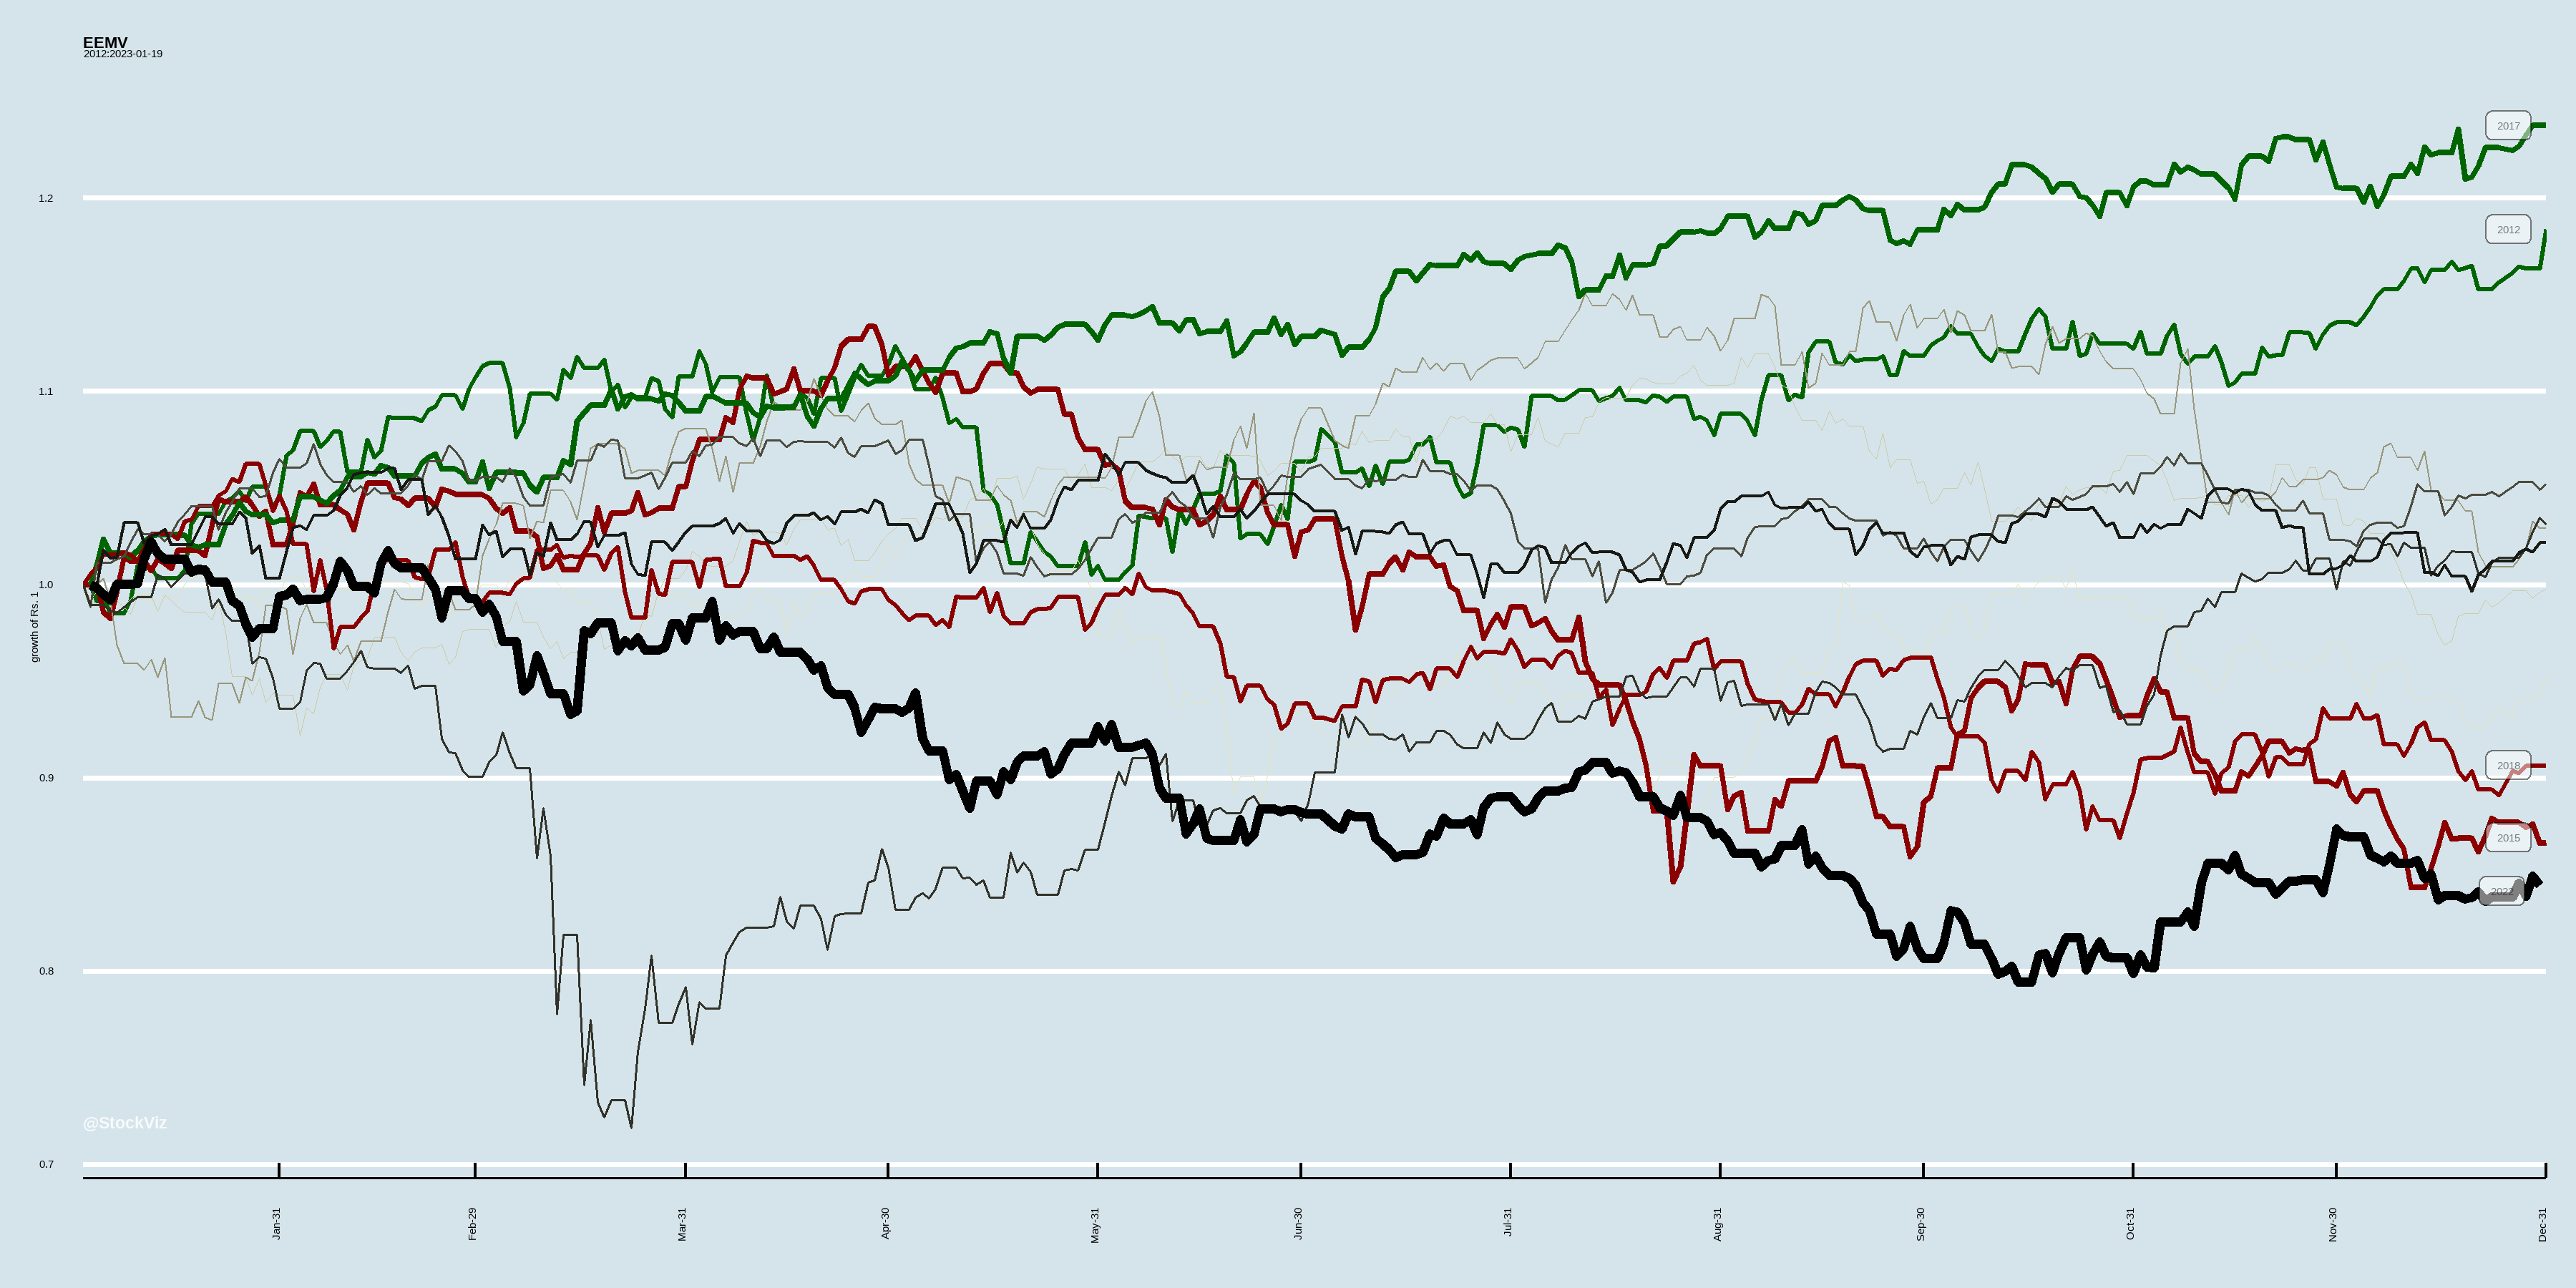 EEMV
2012:2023-01-19
2017
1.2
2012
1.1
1.0
growth of Rs. 1
0.9
2018
2015
0.8
@StockViz
0.7
Jan-31
Feb-29
Mar-31
Apr-30
May-31
Jun-30
Jul-31
Aug-31
Sep-30
Oct-31
Nov-30
Dec-31